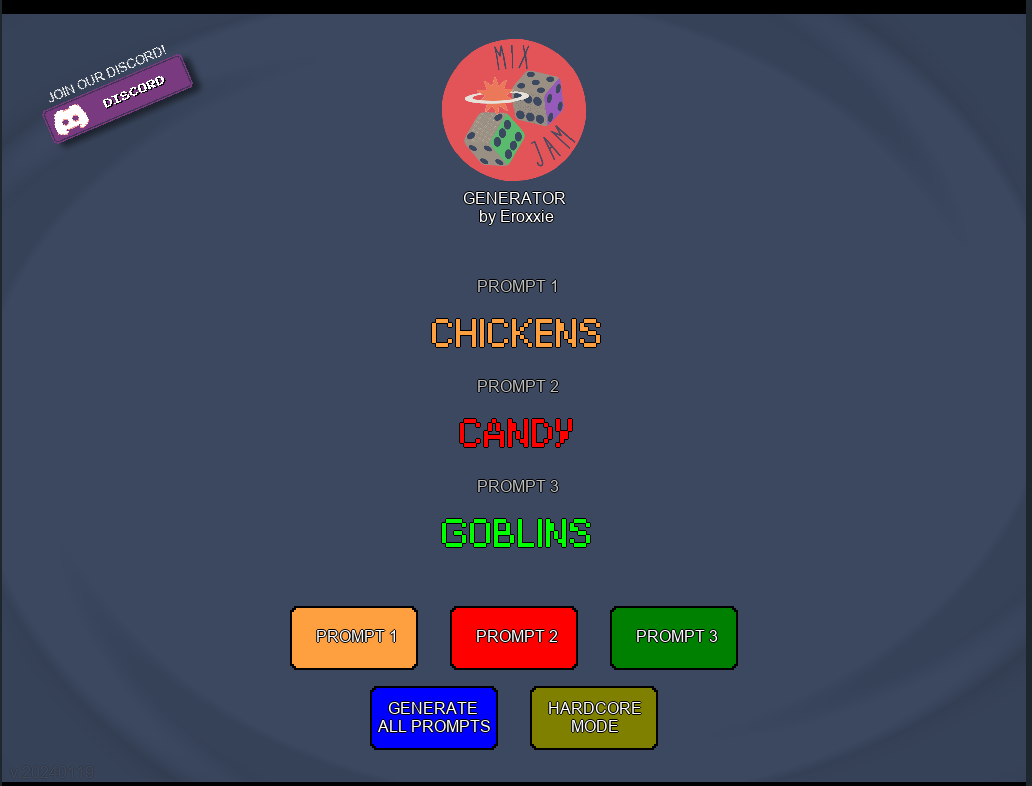 JOIN OUR DISCORD!
DISCORD
MIX
JAM
GENERATOR
by Eroxxie
PROMPT 1
CHICKENS
PROMPT 2
CANDY
PROMPT 3
GOBLINS
PROMPT 1
PROMPT 2
PROMPT 3
GENERATE
ALL PROMPTS
HARDCORE
MODE